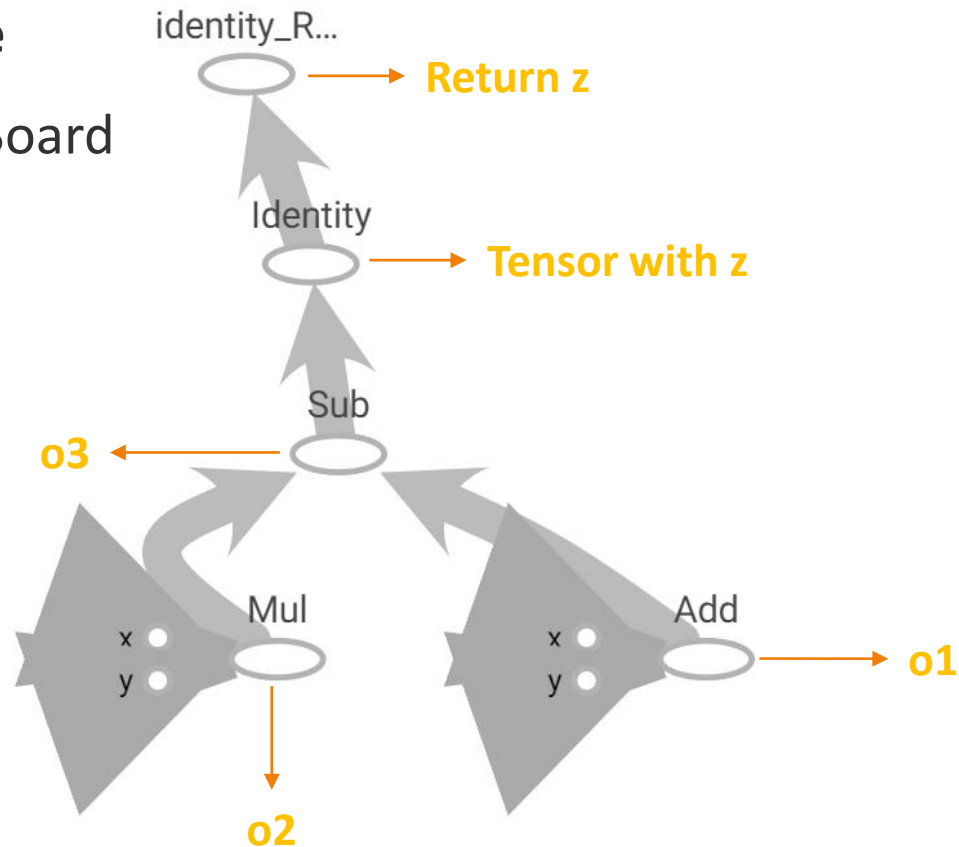 e
Board
identity_R...
Return z
Identity
Tensor with z
Sub
o3
Mul
x
y
o2
Add
x
y
o1